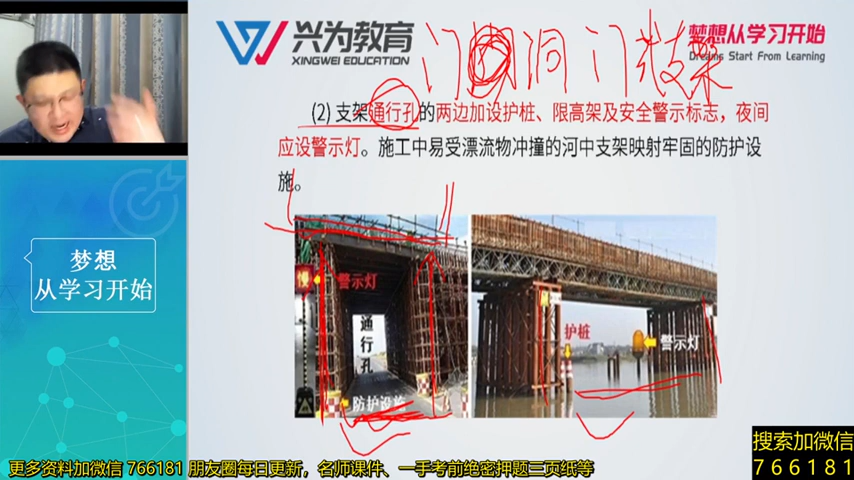 兴为教育
XINGWEI EDUCATION
梦想从学习开始
Dreams Start From Learning
门洞 门式支架
(2) 支架通行孔的两边加设护桩、限高架及安全警示标志，夜间
应设警示灯。施工中易受漂流物冲撞的河中支架映射牢固的防护设
施。
梦想
从学习开始
慢
警示灯
通行孔
防护设施
护桩
警示灯
搜索加微信
766181
更多资料加微信 766181 朋友圈每日更新，名师课件、一手考前绝密押题三页纸等